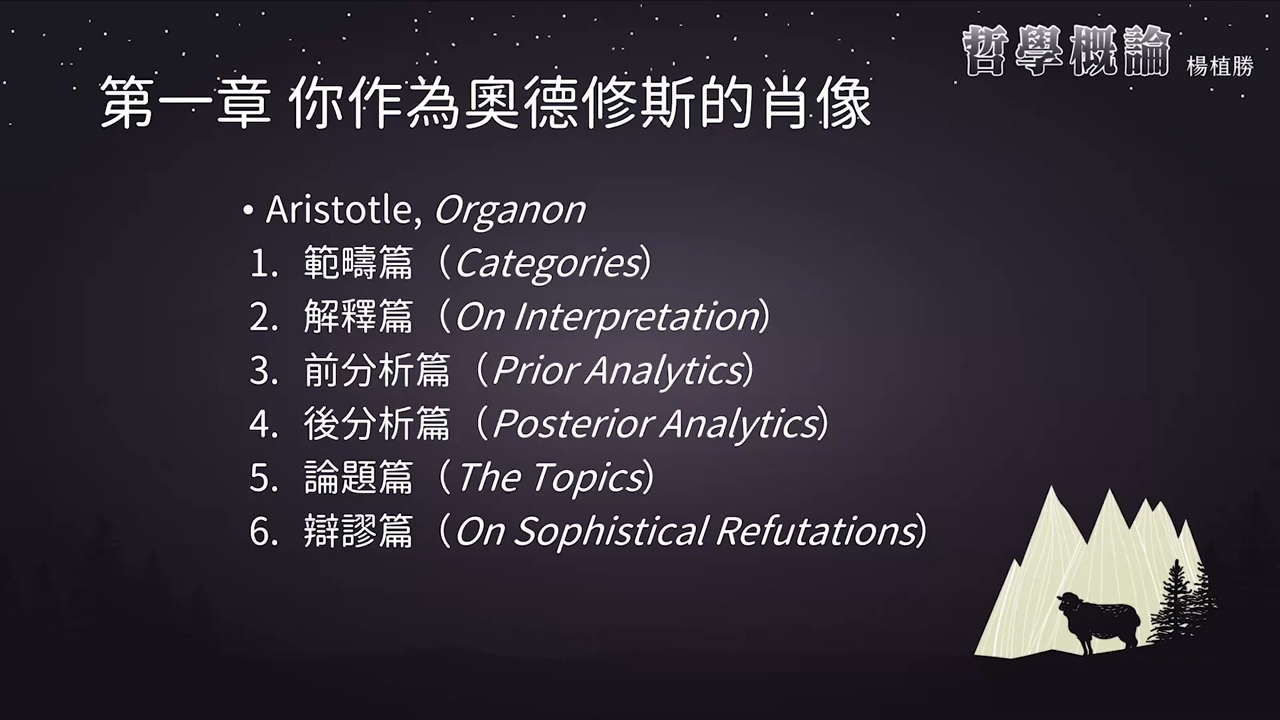 哲學概論 楊植勝
第一章 你作為奧德修斯的肖像
• Aristotle, Organon
1. 範疇篇（Categories）
2. 解釋篇（On Interpretation）
3. 前分析篇（Prior Analytics）
4. 後分析篇（Posterior Analytics）
5. 論題篇（The Topics）
6. 辯謬篇（On Sophistical Refutations）